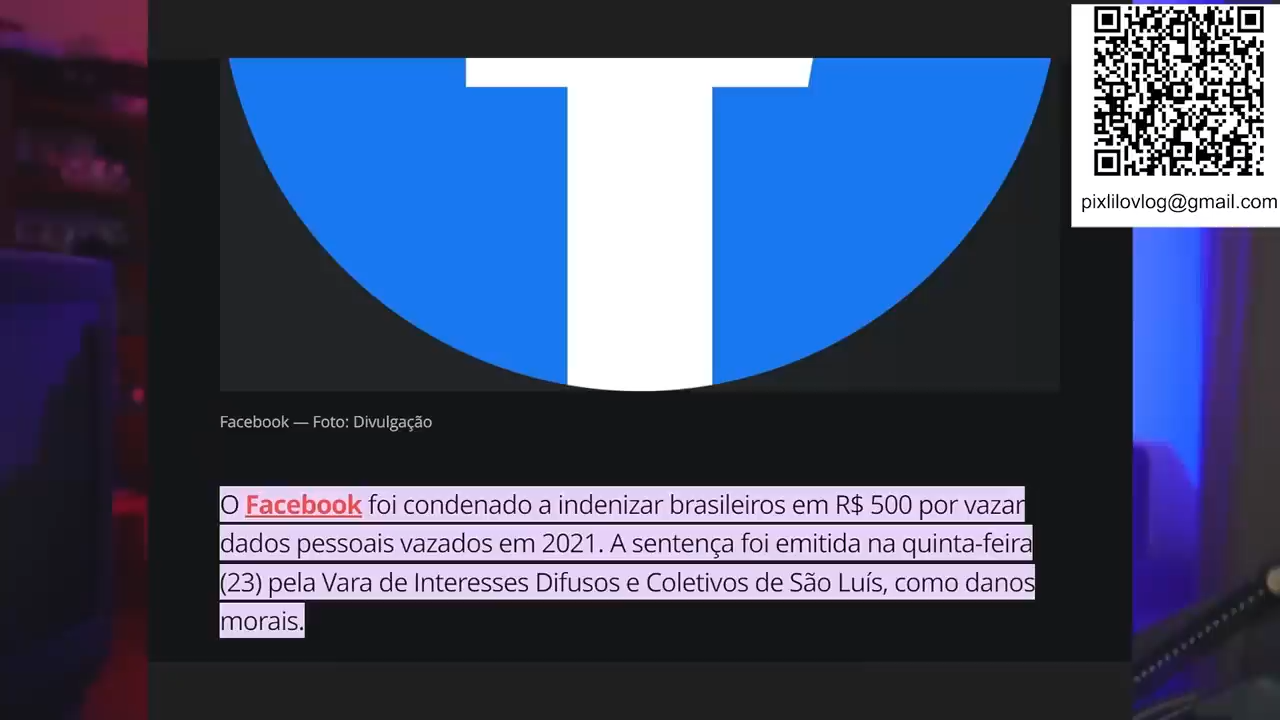 pixlilovlog@gmail.com
Facebook — Foto: Divulgação
O Facebook foi condenado a indenizar brasileiros em R$ 500 por vazar
dados pessoais vazados em 2021. A sentença foi emitida na quinta-feira
(23) pela Vara de Interesses Difusos e Coletivos de São Luís, como danos
morais.